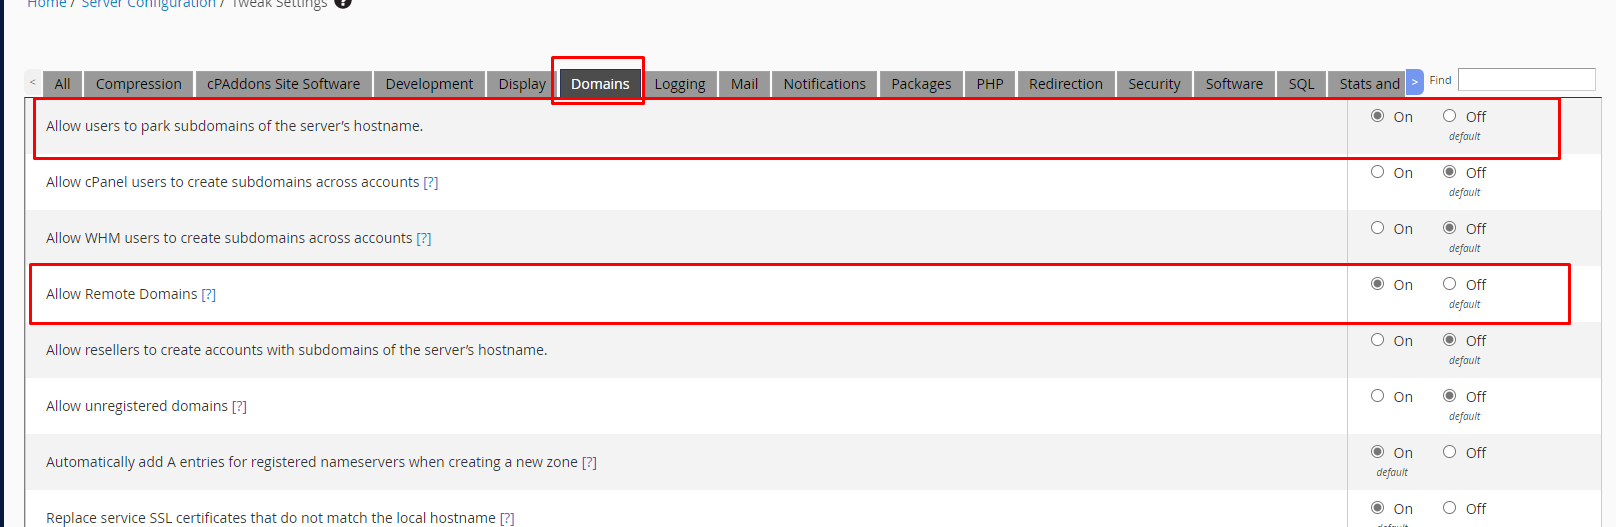 Home / Server Configuration / Tweak Settings ?
< All Compression cPAddons Site Software Development Display Domains Logging Mail Notifications Packages PHP Redirection Security Software SQL Stats and > Find
Allow users to park subdomains of the server’s hostname. On Off
default
Allow cPanel users to create subdomains across accounts [?] On Off
default
Allow WHM users to create subdomains across accounts [?] On Off
default
Allow Remote Domains [?] On Off
default
Allow resellers to create accounts with subdomains of the server’s hostname. On Off
default
Allow unregistered domains [?] On Off
default
Automatically add A entries for registered nameservers when creating a new zone [?] On Off
default
Replace service SSL certificates that do not match the local hostname [?] On Off
default